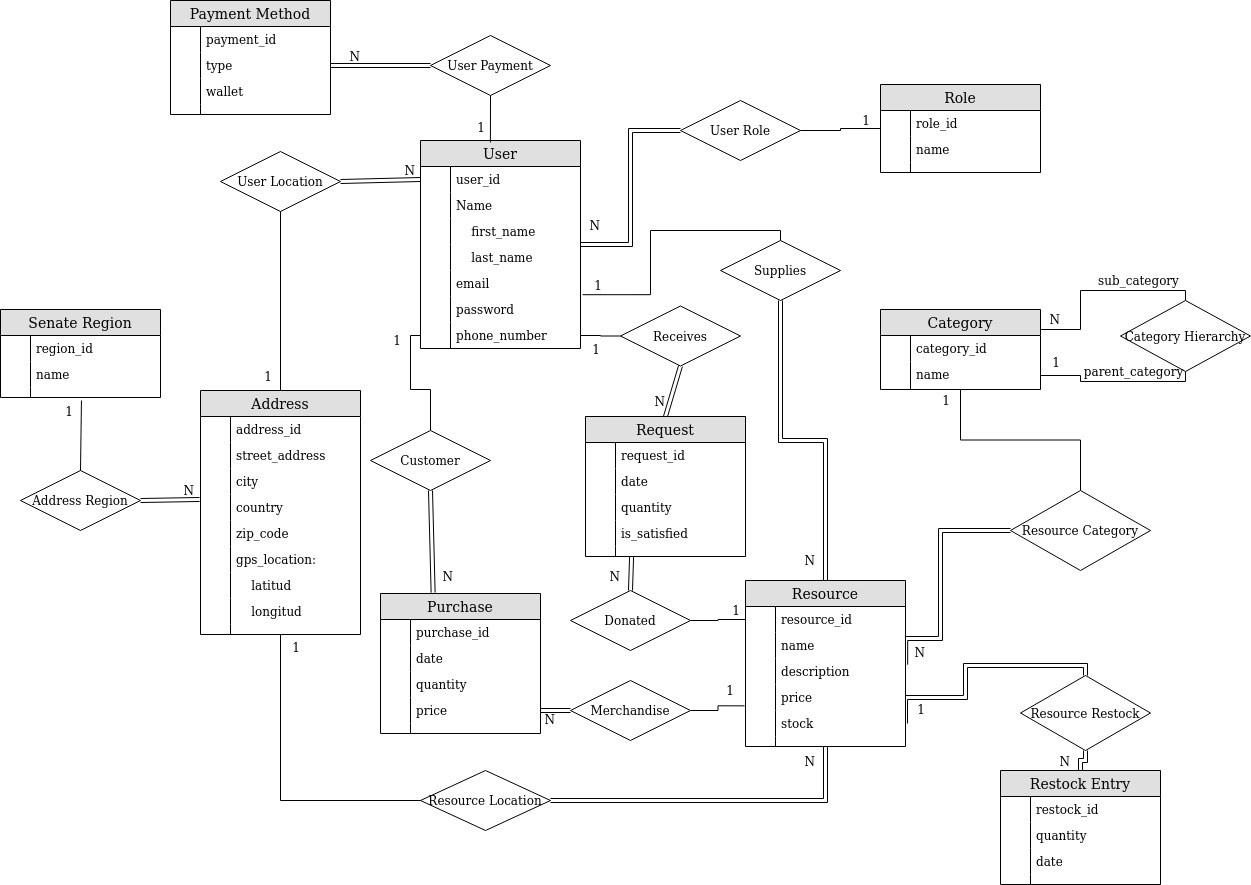 Payment Method
payment_id
type
wallet
N
User Payment
1
User Role
1
Role
role_id
name
User Location
N
User
user_id
Name
first_name
last_name
email
password
phone_number
N
1
Supplies
1
Receives
N
1
Senate Region
region_id
name
1
Category
category_id
name
N
sub_category
Category Hierarchy
1
parent_category
1
1
Address
address_id
street_address
city
country
zip_code
gps_location:
latitud
longitud
Address Region
N
Customer
N
Request
request_id
date
quantity
is_satisfied
N
Donated
1
N
Resource Category
Purchase
purchase_id
date
quantity
price
N
Merchandise
1
Resource
resource_id
name
description
price
stock
N
1
Resource Restock
N
1
Resource Location
N
Restock Entry
restock_id
quantity
date